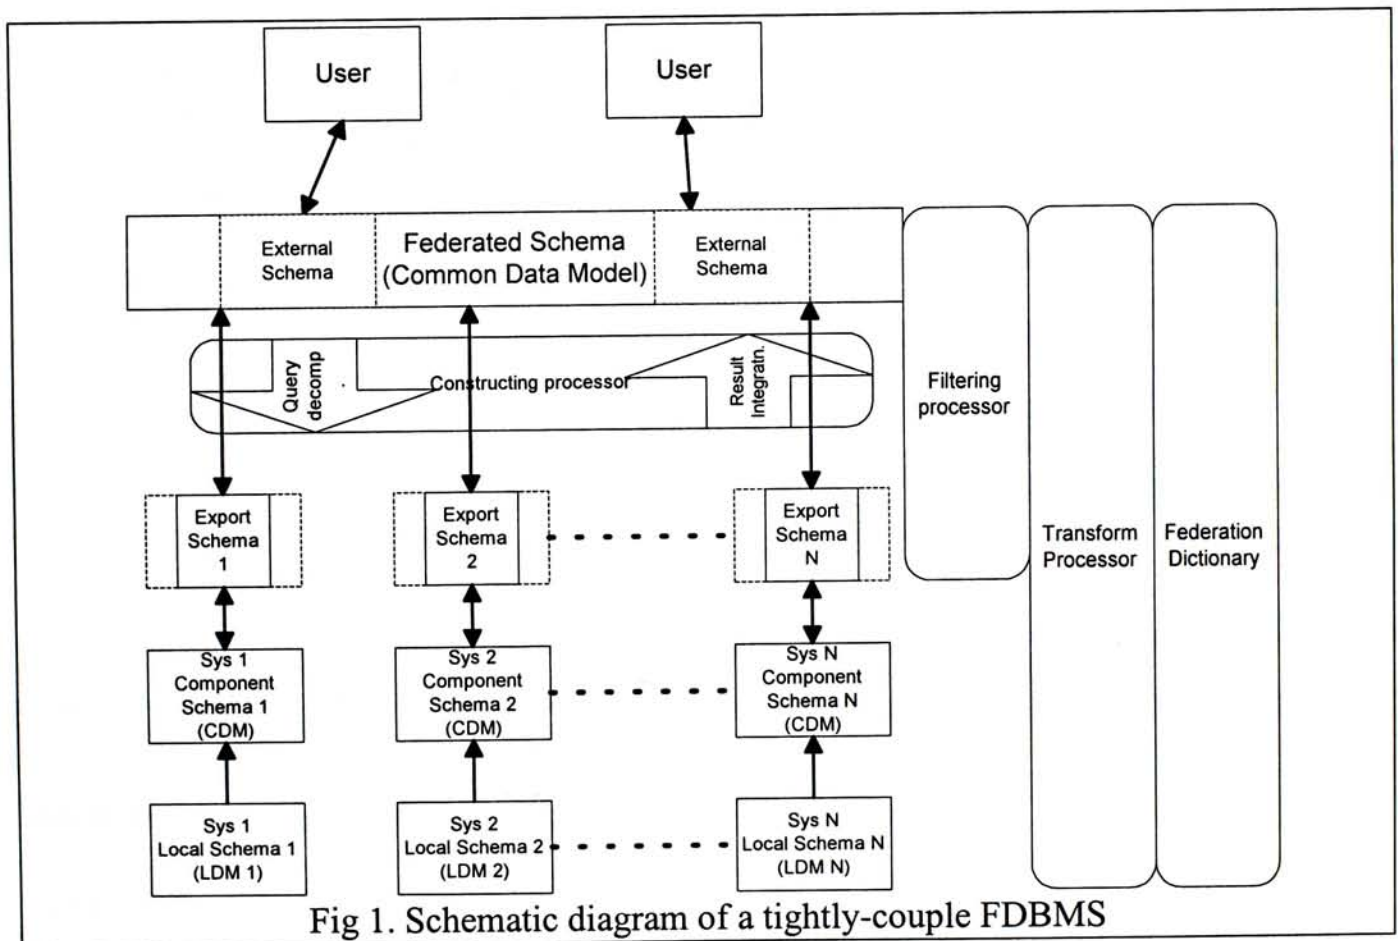 User
User
External
Schema
Federated Schema
(Common Data Model)
External
Schema
Query
decomp
.
Constructing processor
Result
Integratn.
Filtering
processor
Export
Schema
1
Export
Schema
2
Export
Schema
N
Transform
Processor
Federation
Dictionary
Sys 1
Component
Schema 1
(CDM)
Sys 2
Component
Schema 2
(CDM)
Sys N
Component
Schema N
(CDM)
Sys 1
Local Schema 1
(LDM 1)
Sys 2
Local Schema 2
(LDM 2)
Sys N
Local Schema N
(LDM N)
Fig 1. Schematic diagram of a tightly-couple FDBMS